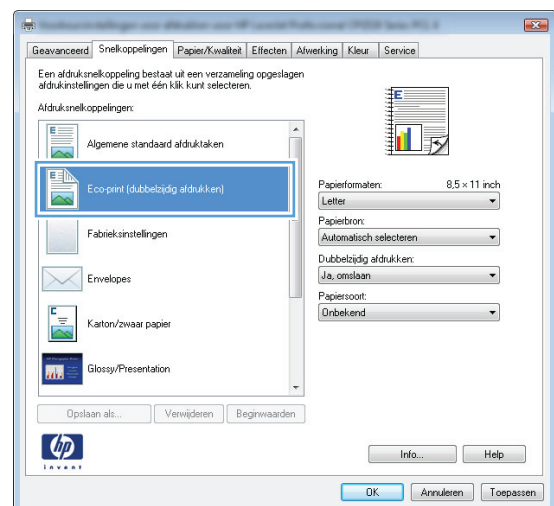 Geavanceerd Snelkoppelingen Papier/Kwaliteit Effecten Afwerking Kleur Service
Een afdruksnelkoppeling bestaat uit een verzameling opgeslagen
afdrukinstellingen die u met één klik kunt selecteren.
Afdruksnelkoppelingen:
E
Algemene standaard afdruktaken
E
Eco-print (dubbelzijdig afdrukken)
Fabrieksinstellingen
Envelopes
C
Karton/zwaar papier
Glossy/Presentation
Opslaan als... Verwijderen Beginwaarden
E
Papierformaten: 8,5 × 11 inch
Letter
Papierbron:
Automatisch selecteren
Dubbelzijdig afdrukken:
Ja, omslaan
Papiersoort:
Onbekend
hp
invent
Info... Help
OK Annuleren Toepassen